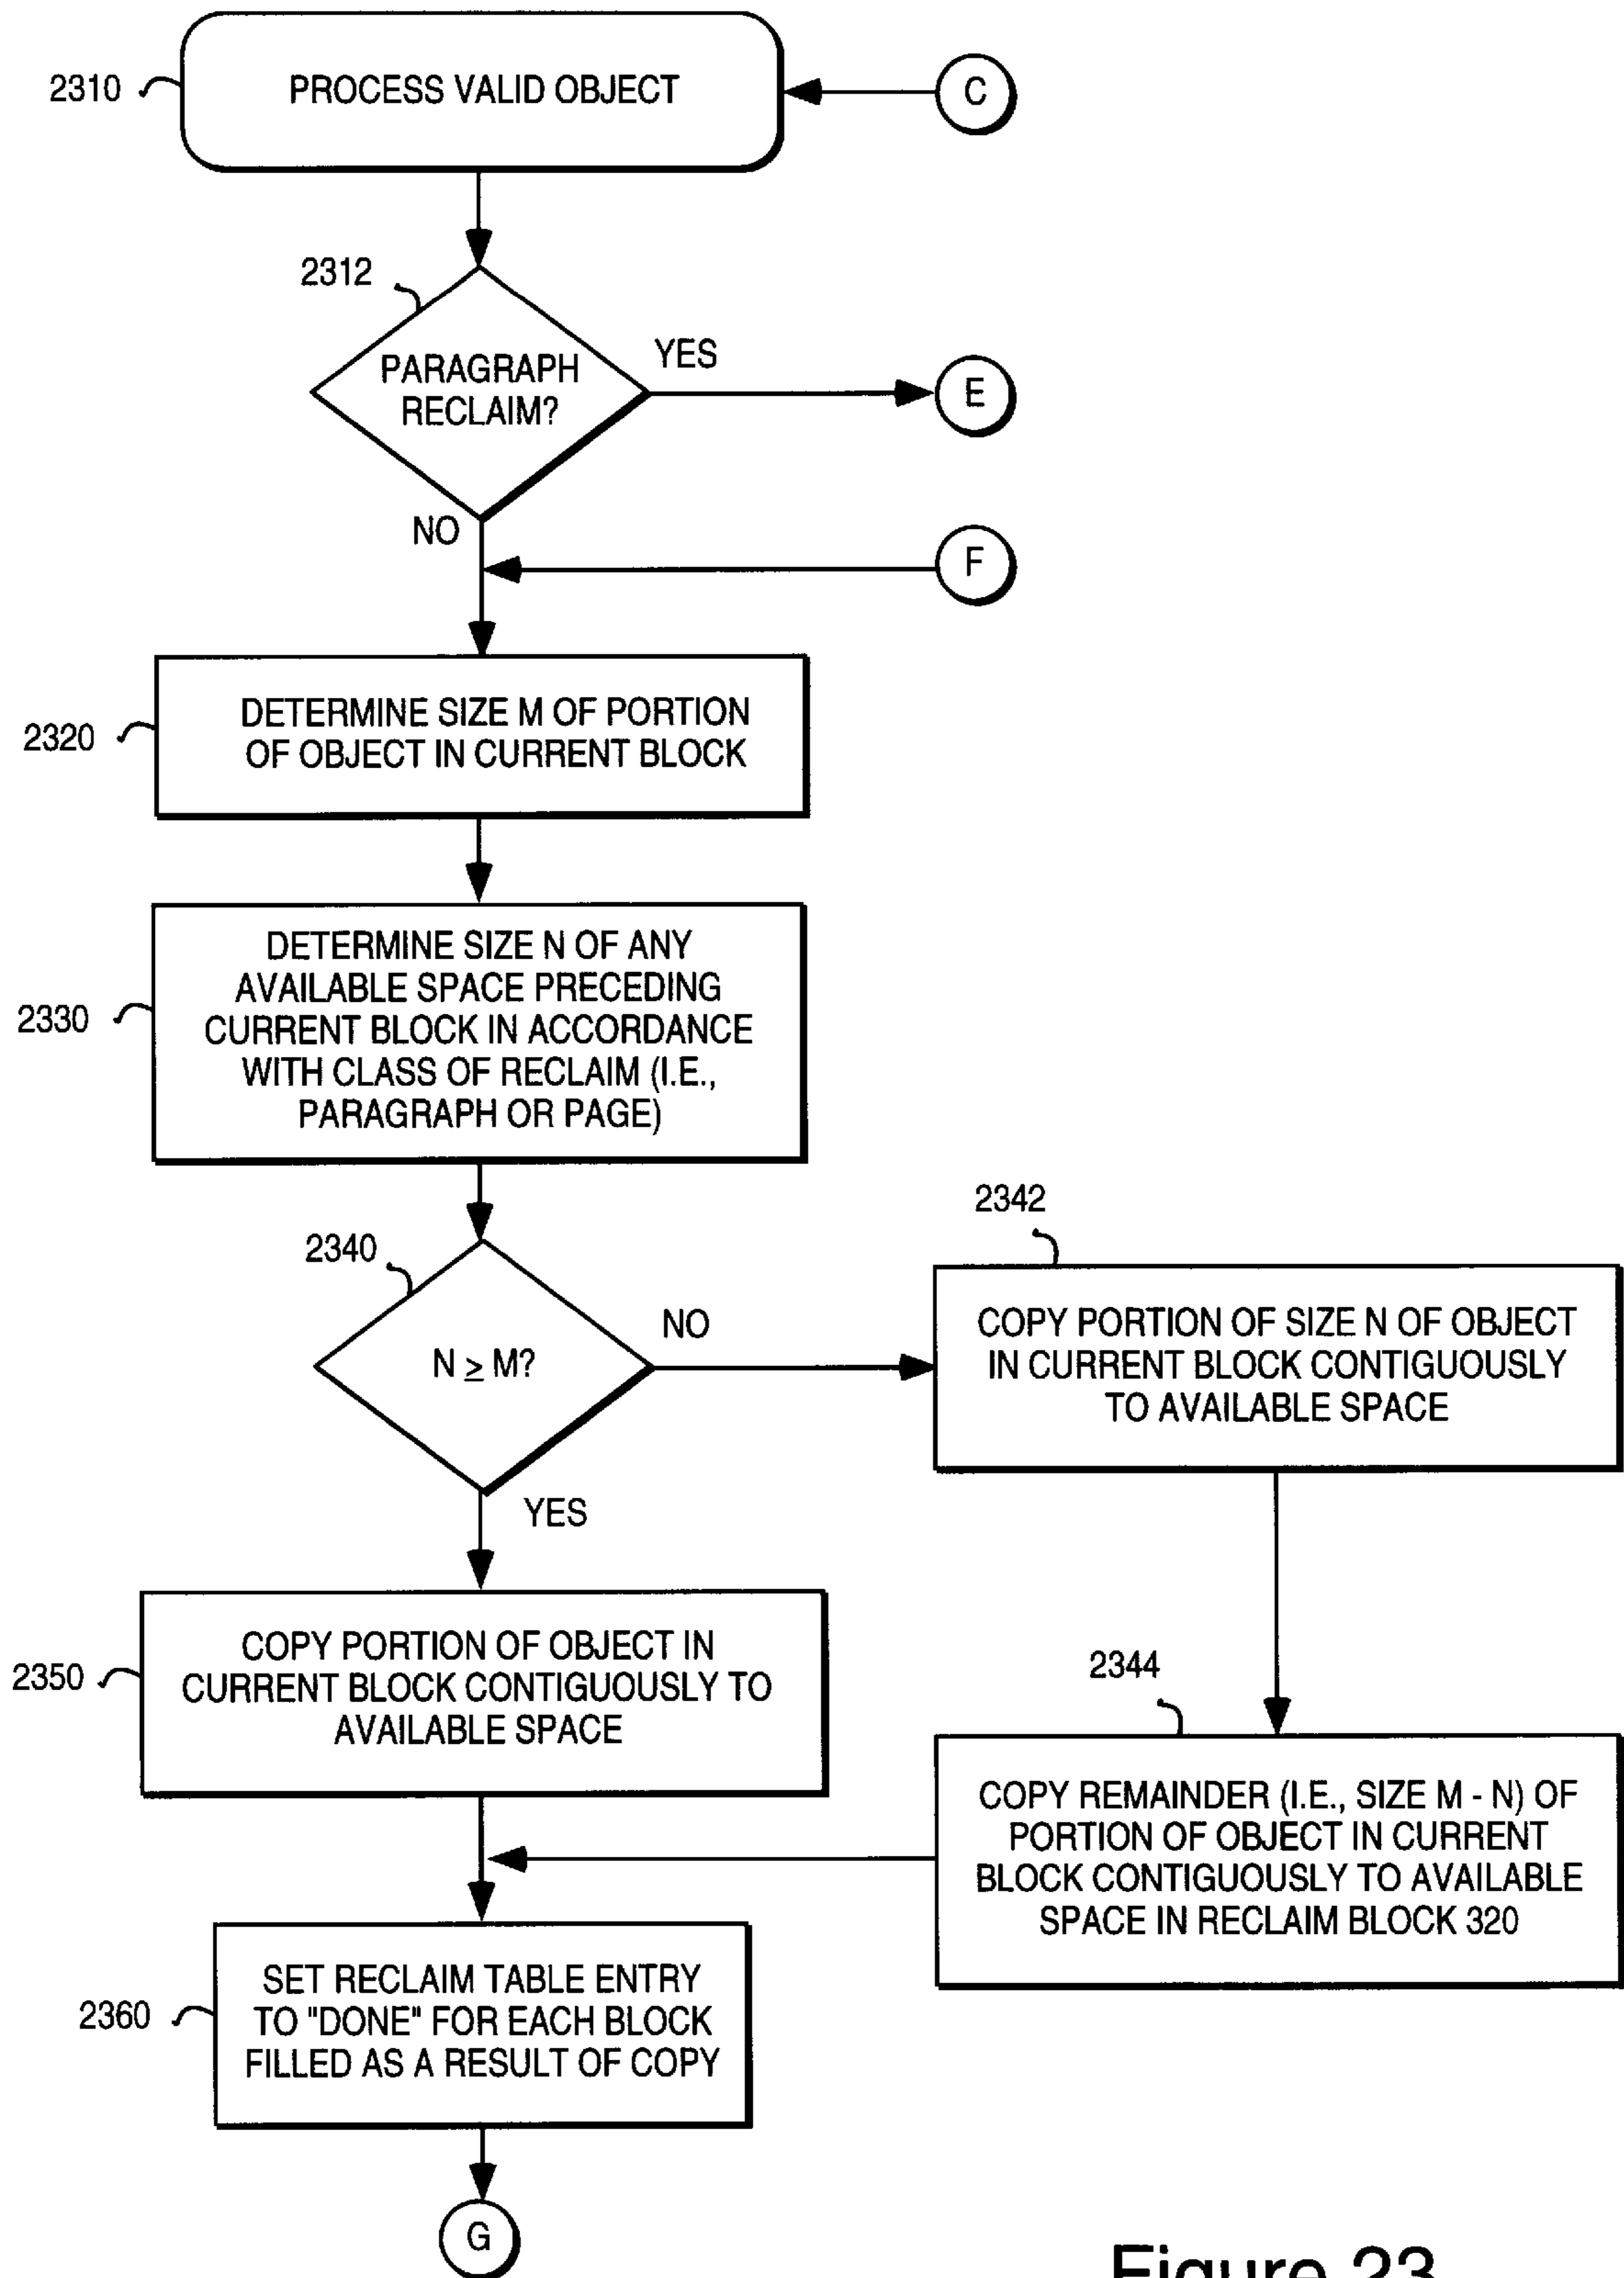 2310
PROCESS VALID OBJECT
C
2312
PARAGRAPH
RECLAIM?
YES
E
NO
F
2320
DETERMINE SIZE M OF PORTION
OF OBJECT IN CURRENT BLOCK
2330
DETERMINE SIZE N OF ANY
AVAILABLE SPACE PRECEDING
CURRENT BLOCK IN ACCORDANCE
WITH CLASS OF RECLAIM (I.E.,
PARAGRAPH OR PAGE)
2340
N ≥ M?
NO
2342
COPY PORTION OF SIZE N OF OBJECT
IN CURRENT BLOCK CONTIGUOUSLY
TO AVAILABLE SPACE
YES
2350
COPY PORTION OF OBJECT IN
CURRENT BLOCK CONTIGUOUSLY TO
AVAILABLE SPACE
2344
COPY REMAINDER (I.E., SIZE M - N) OF
PORTION OF OBJECT IN CURRENT
BLOCK CONTIGUOUSLY TO AVAILABLE
SPACE IN RECLAIM BLOCK 320
2360
SET RECLAIM TABLE ENTRY
TO "DONE" FOR EACH BLOCK
FILLED AS A RESULT OF COPY
G
Figure 23